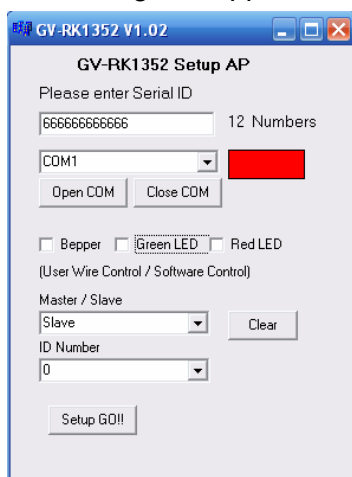 GV-RK1352 V1.02
GV-RK1352 Setup AP
Please enter Serial ID
666666666666 12 Numbers
COM1
Open COM Close COM
Bepper Green LED Red LED
(User Wire Control / Software Control)
Master / Slave
Slave Clear
ID Number
0
Setup GO!!